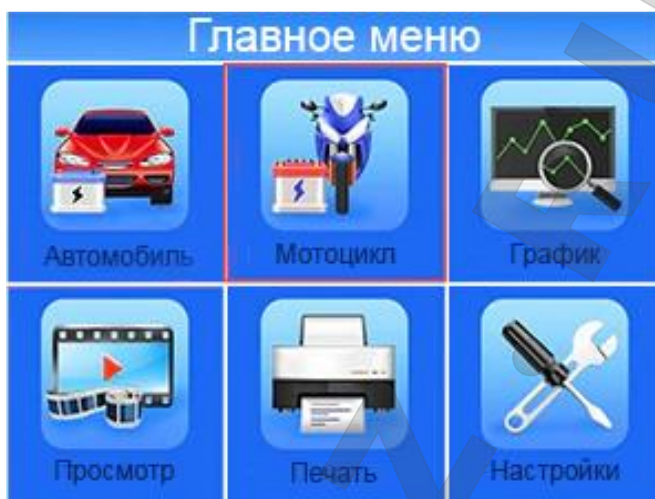 Главное меню
Автомобиль Мотоцикл График
Просмотр Печать Настройки